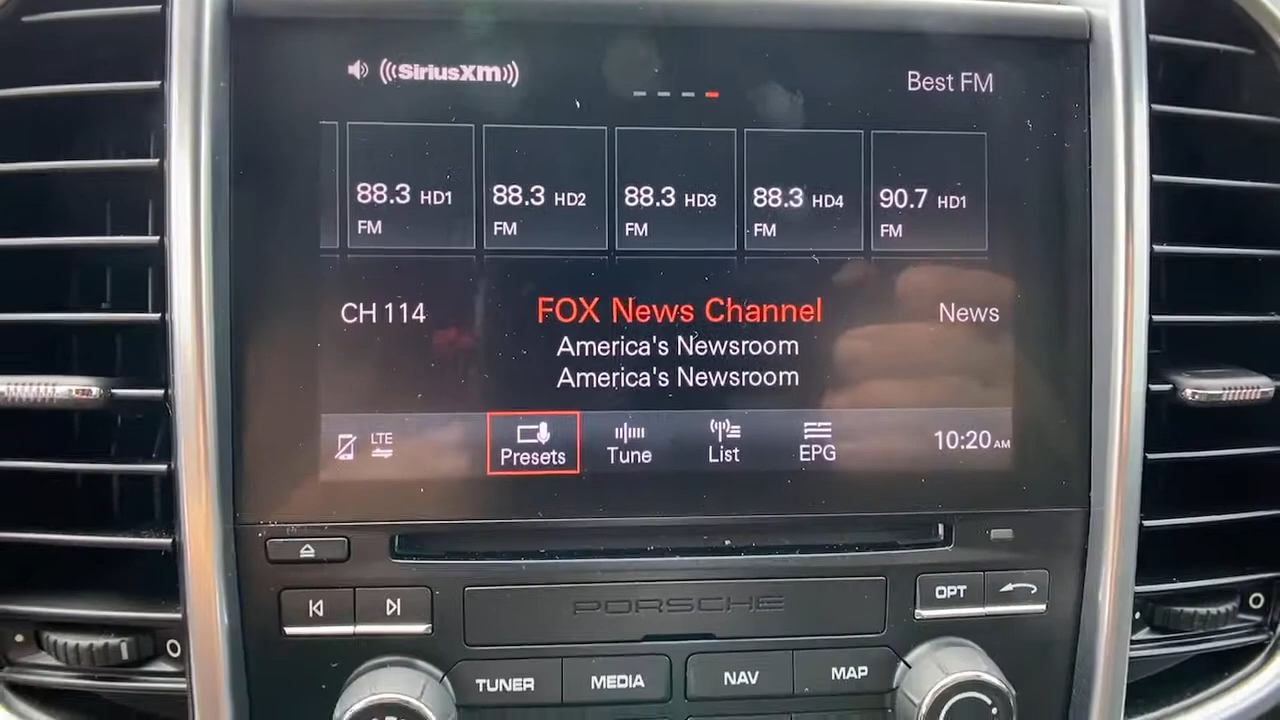 SiriusXM
Best FM
88.3 HD1
FM
88.3 HD2
FM
88.3 HD3
FM
88.3 HD4
FM
90.7 HD1
FM
CH 114
FOX News Channel
News
America's Newsroom
America's Newsroom
LTE
Presets
Tune
List
EPG
10:20 AM
OPT
PORSCHE
TUNER
MEDIA
NAV
MAP